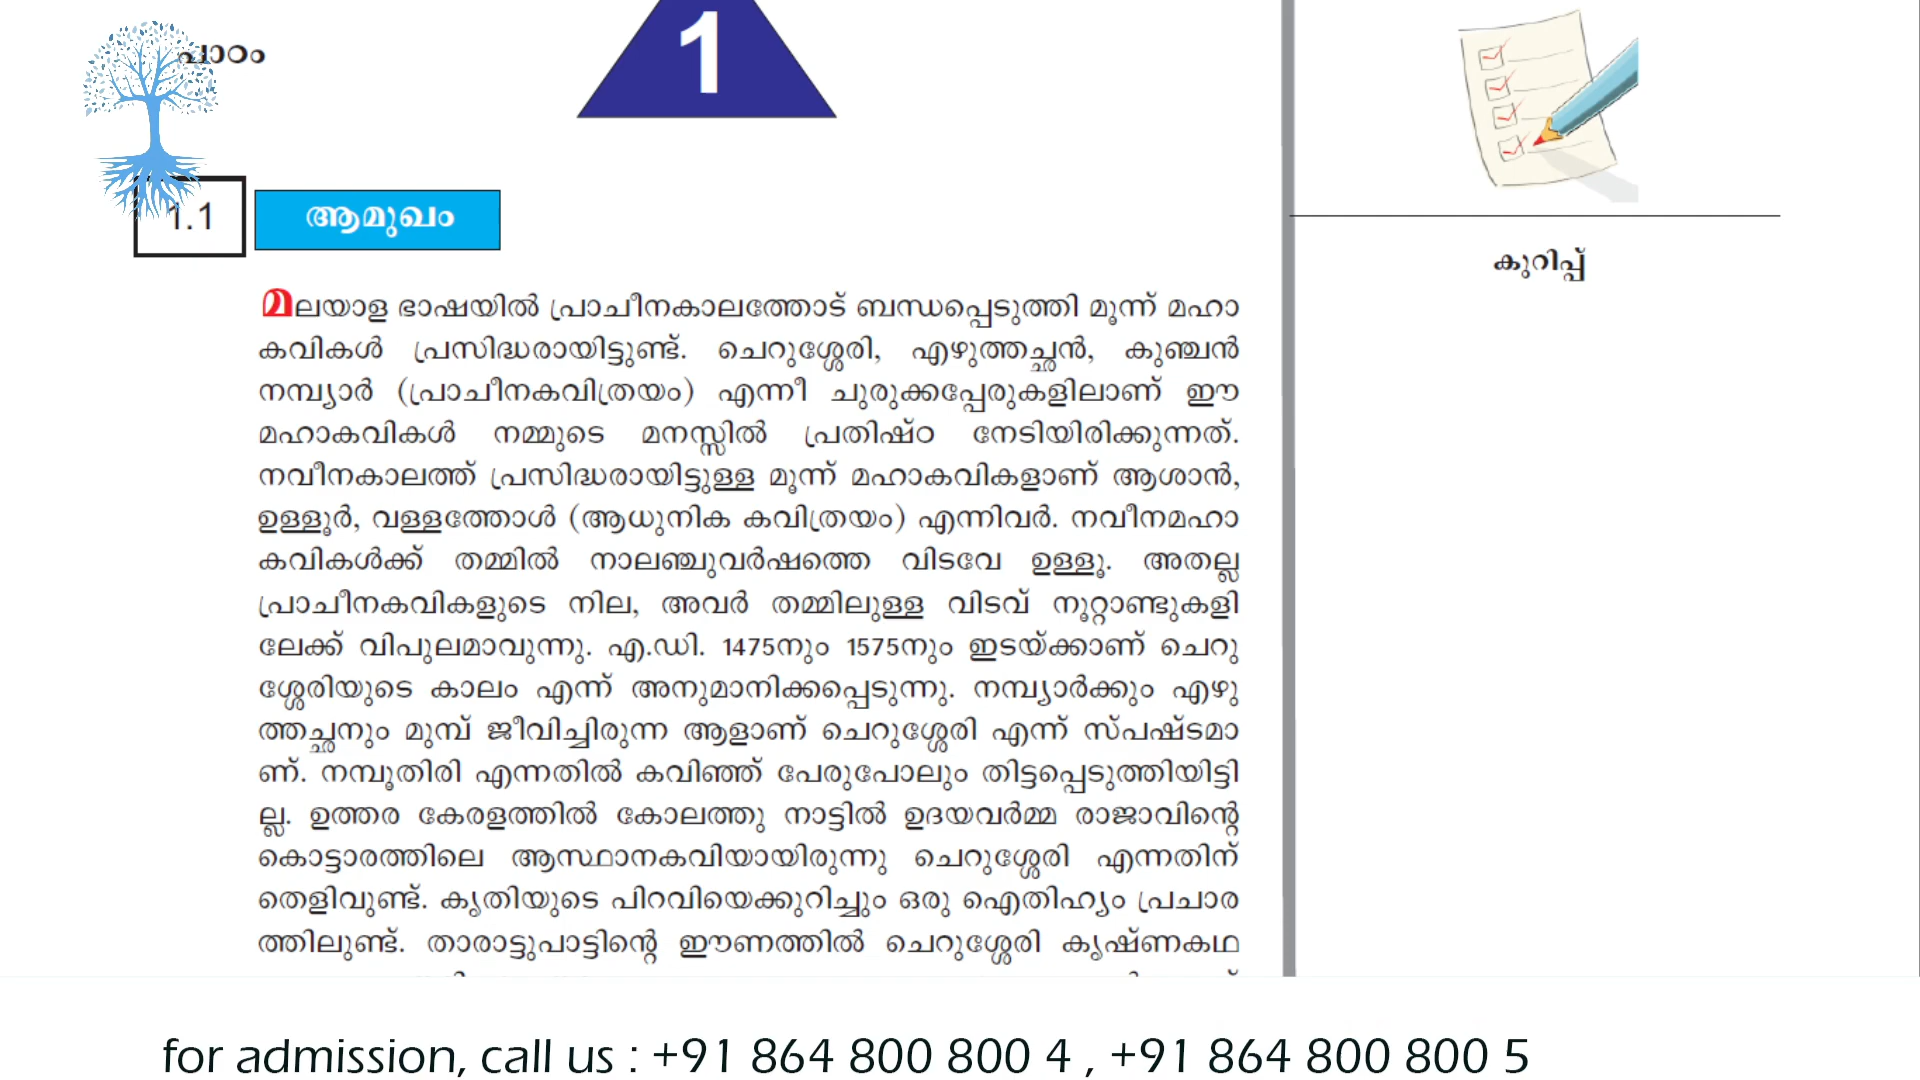 പാഠം
1
1.1
ആമുഖം
കുറിപ്പ്
മലയാള ഭാഷയിൽ പ്രാചീനകാലത്തോട് ബന്ധപ്പെടുത്തി മൂന്ന് മഹാ
കവികൾ പ്രസിദ്ധരായിട്ടുണ്ട്. ചെറുശ്ശേരി, എഴുത്തച്ഛൻ, കുഞ്ചൻ
നമ്പ്യാർ (പ്രാചീനകവിത്രയം) എന്നീ ചുരുക്കപ്പേരുകളിലാണ് ഈ
മഹാകവികൾ നമ്മുടെ മനസ്സിൽ പ്രതിഷ്ഠ നേടിയിരിക്കുന്നത്.
നവീനകാലത്ത് പ്രസിദ്ധരായിട്ടുള്ള മൂന്ന് മഹാകവികളാണ് ആശാൻ,
ഉള്ളൂർ, വള്ളത്തോൾ (ആധുനിക കവിത്രയം) എന്നിവർ. നവീനമഹാ
കവികൾക്ക് തമ്മിൽ നാലഞ്ചുവർഷത്തെ വിടവേ ഉള്ളൂ. അതല്ല
പ്രാചീനകവികളുടെ നില, അവർ തമ്മിലുള്ള വിടവ് നൂറ്റാണ്ടുകളി
ലേക്ക് വിപുലമാവുന്നു. എ.ഡി. 1475നും 1575നും ഇടയ്ക്കാണ് ചെറു
ശ്ശേരിയുടെ കാലം എന്ന് അനുമാനിക്കപ്പെടുന്നു. നമ്പ്യാർക്കും എഴു
ത്തച്ഛനും മുമ്പ് ജീവിച്ചിരുന്ന ആളാണ് ചെറുശ്ശേരി എന്ന് സ്പഷ്ടമാ
ണ്. നമ്പൂതിരി എന്നതിൽ കവിഞ്ഞ് പേരുപോലും തിട്ടപ്പെടുത്തിയിട്ടി
ല്ല. ഉത്തര കേരളത്തിൽ കോലത്തു നാട്ടിൽ ഉദയവർമ്മ രാജാവിന്റെ
കൊട്ടാരത്തിലെ ആസ്ഥാനകവിയായിരുന്നു ചെറുശ്ശേരി എന്നതിന്
തെളിവുണ്ട്. കൃതിയുടെ പിറവിയെക്കുറിച്ചും ഒരു ഐതിഹ്യം പ്രചാര
ത്തിലുണ്ട്. താരാട്ടുപാട്ടിന്റെ ഈണത്തിൽ ചെറുശ്ശേരി കൃഷ്ണകഥ
for admission, call us : +91 864 800 800 4 , +91 864 800 800 5